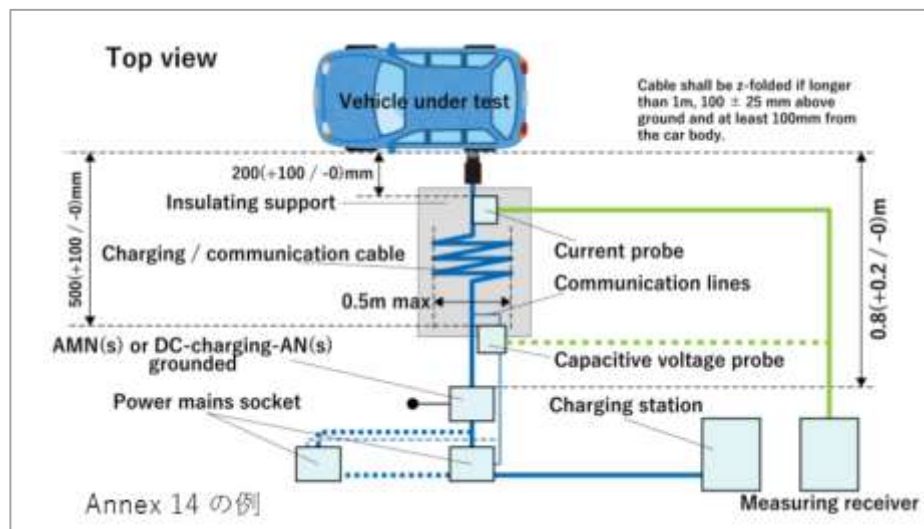 Top view
Vehicle under test
Cable shall be z-folded if longer
than 1m, 100 ± 25 mm above
ground and at least 100mm from
the car body.
200(+100 / -0)mm
500(+100 / -0)mm
Insulating support
Charging / communication cable
Current probe
Communication lines
0.5m max
0.8(+0.2 / -0)m
AMN(s) or DC-charging-AN(s)
grounded
Capacitive voltage probe
Power mains socket
Charging station
Measuring receiver
Annex 14 の例